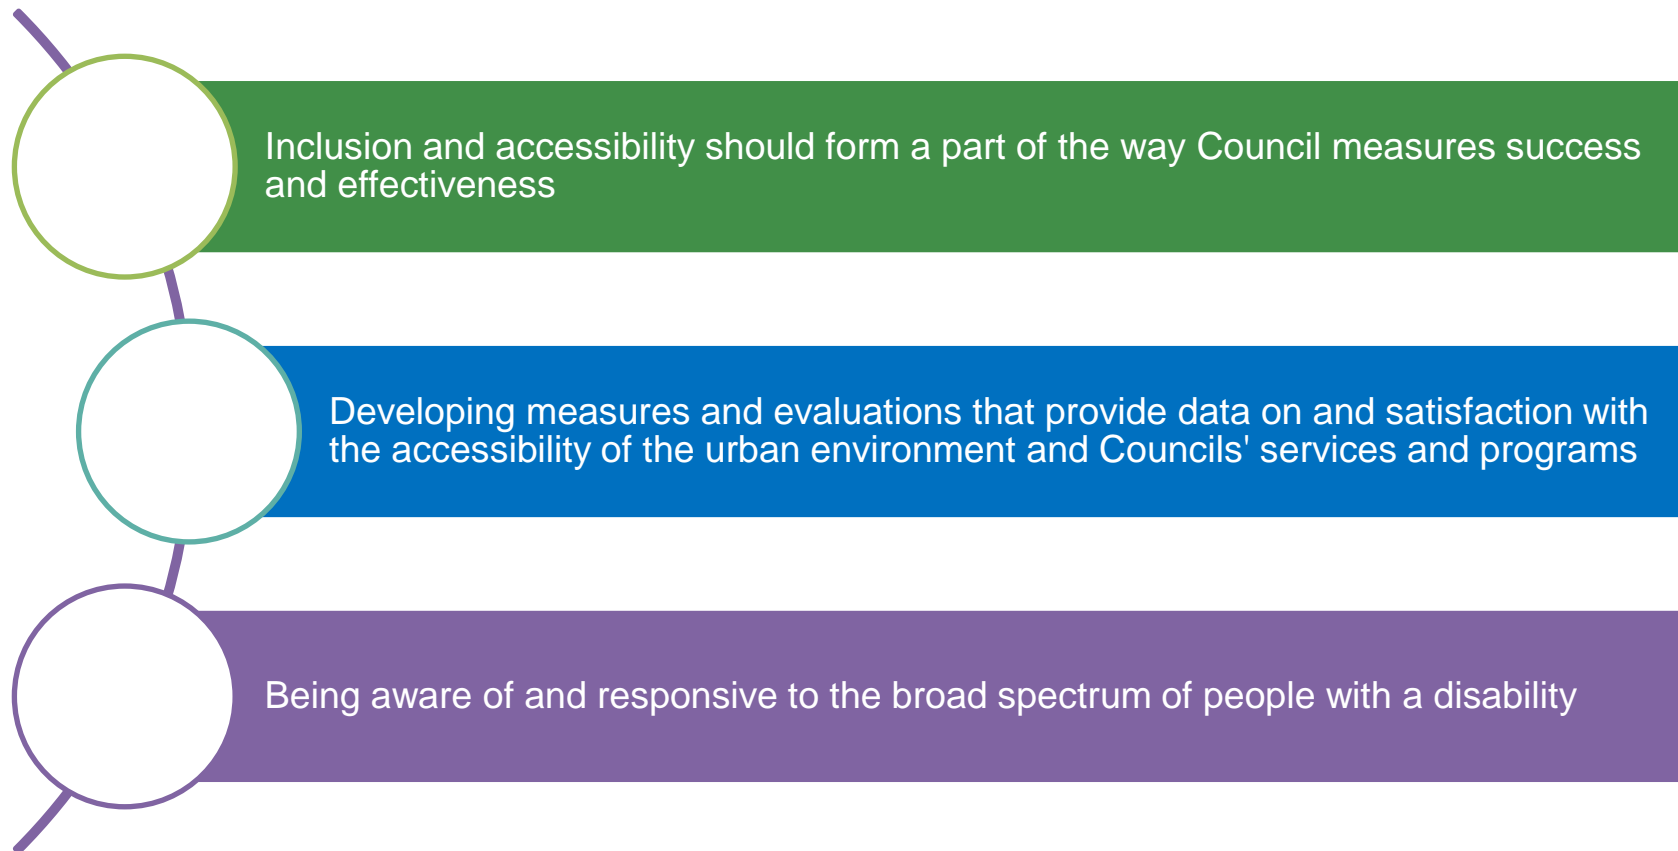 Inclusion and accessibility should form a part of the way Council measures success
and effectiveness
Developing measures and evaluations that provide data on and satisfaction with
the accessibility of the urban environment and Councils' services and programs
Being aware of and responsive to the broad spectrum of people with a disability